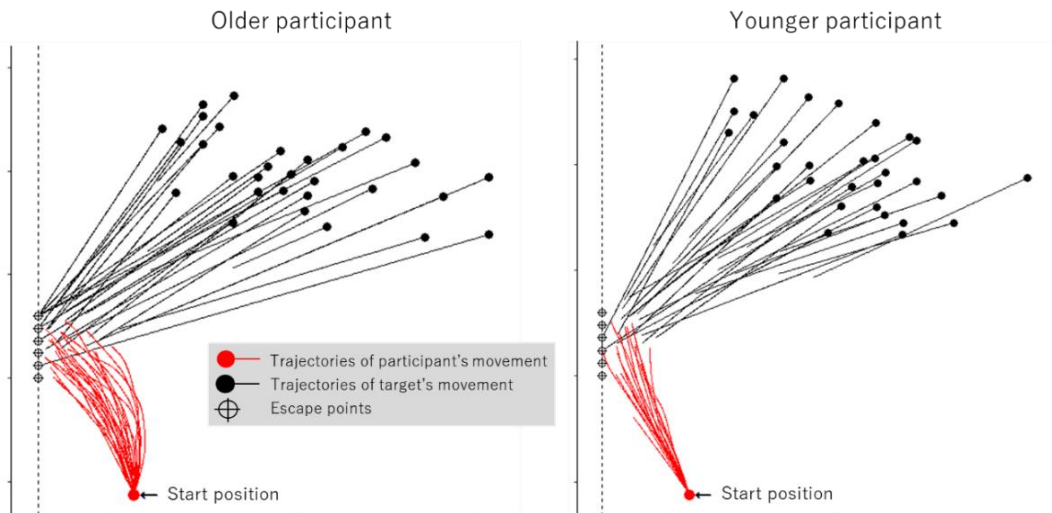 Older participant
Younger participant
Trajectories of participant's movement
Trajectories of target's movement
Escape points
Start position
Start position